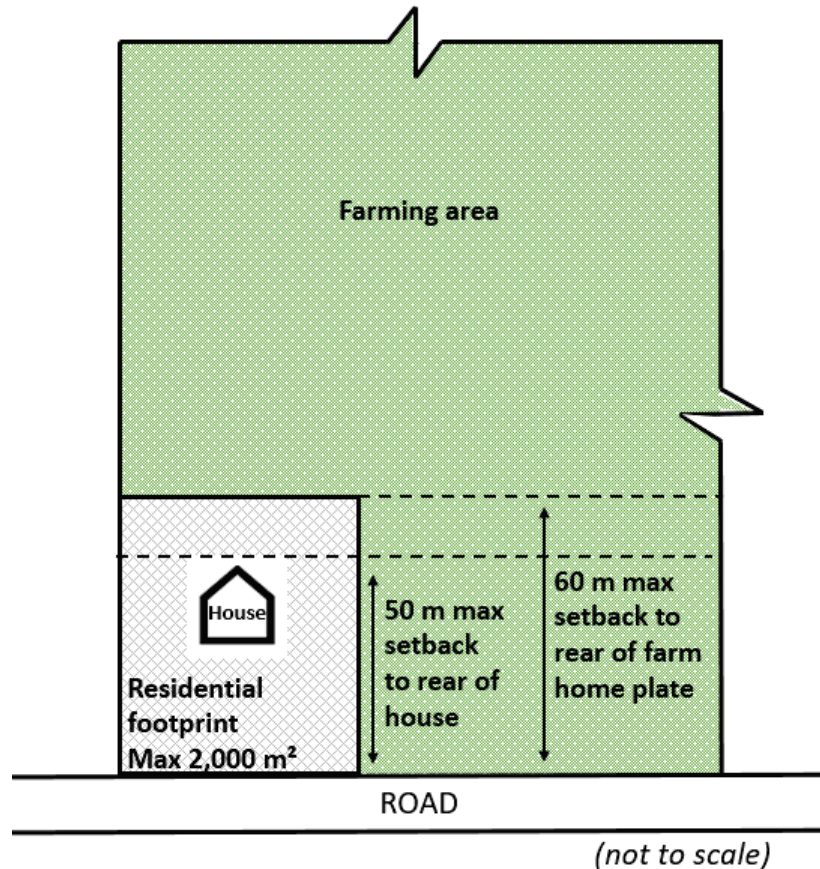 Farming area
House
Residential
footprint
Max 2,000 m²
50 m max
setback
to rear of
house
60 m max
setback to
rear of farm
home plate
ROAD
(not to scale)